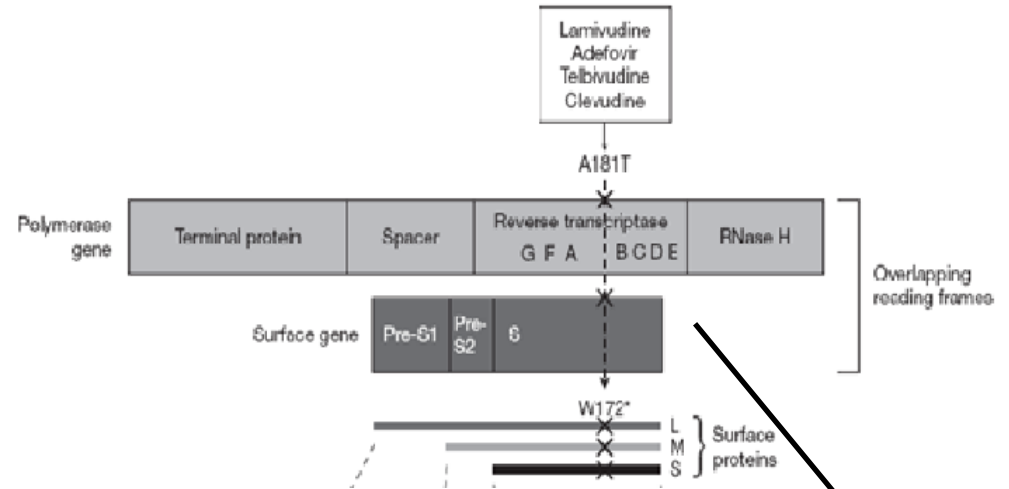 Lamivudine
Adefovir
Telbivudine
Clevudine
A181T
Polymerase
gene
Terminal protein
Spacer
Reverse transcriptase
G F A B C D E
RNase H
Overlapping
reading frames
Surface gene
Pre-S1
Pre-
S2
S
W172*
L
M
S
Surface
proteins